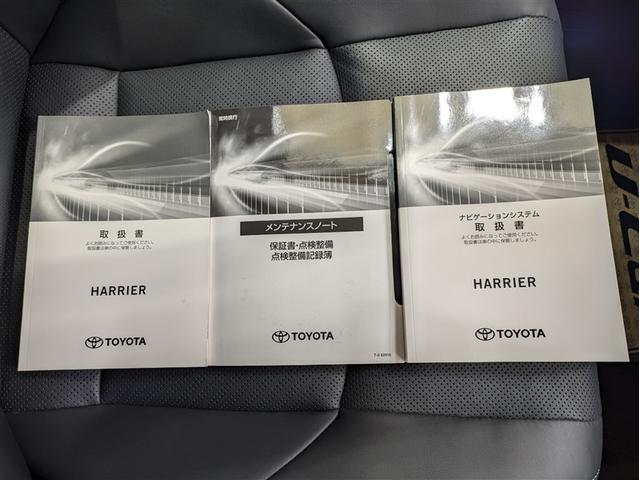 取扱書
よくお読みになってご使用ください。
取扱書は車の中に保管しましょう。
HARRIER
TOYOTA
常時携行
メンテナンスノート
保証書・点検整備
点検整備記録簿
TOYOTA
ナビゲーションシステム
取扱書
よくお読みになってご使用ください。
取扱書は車の中に保管しましょう。
HARRIER
TOYOTA